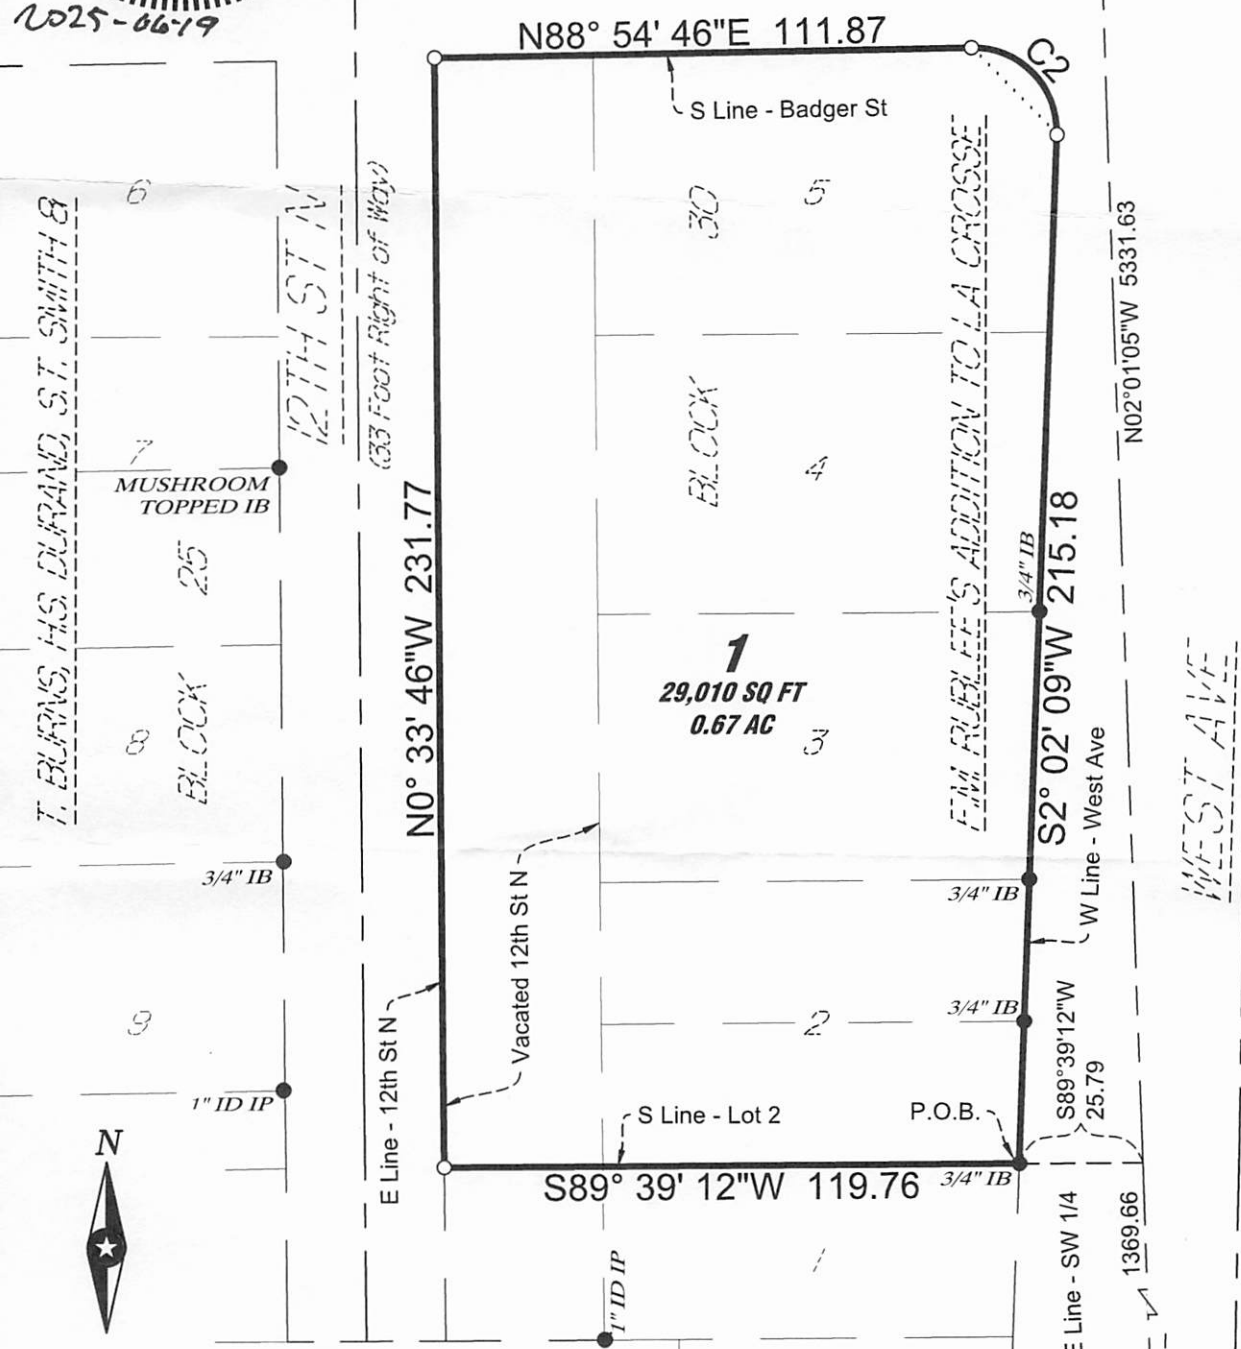 2025-06-19
N88° 54' 46"E 111.87
C2
S Line - Badger St
6
5
30
T. BURNS, H.S. DURAND, S.T. SMITH &
12TH ST N
(33 Foot Right of Way)
F.M. RUBLEE'S ADDITION TO LA CROSSE
N02°01'05"W 5331.63
7
MUSHROOM
TOPPED IB
BLOCK
4
N0° 33' 46"W 231.77
25
3/4" IB
S2° 02' 09"W 215.18
1
29,010 SQ FT
0.67 AC
3
8
BLOCK
WEST AVE
W Line - West Ave
3/4" IB
3/4" IB
Vacated 12th St N
E Line - 12th St N
9
2
3/4" IB
S89°39'12"W
25.79
1" ID IP
S Line - Lot 2
P.O.B.
N
S89° 39' 12"W 119.76
3/4" IB
E Line - SW 1/4
1369.66
1
1" ID IP